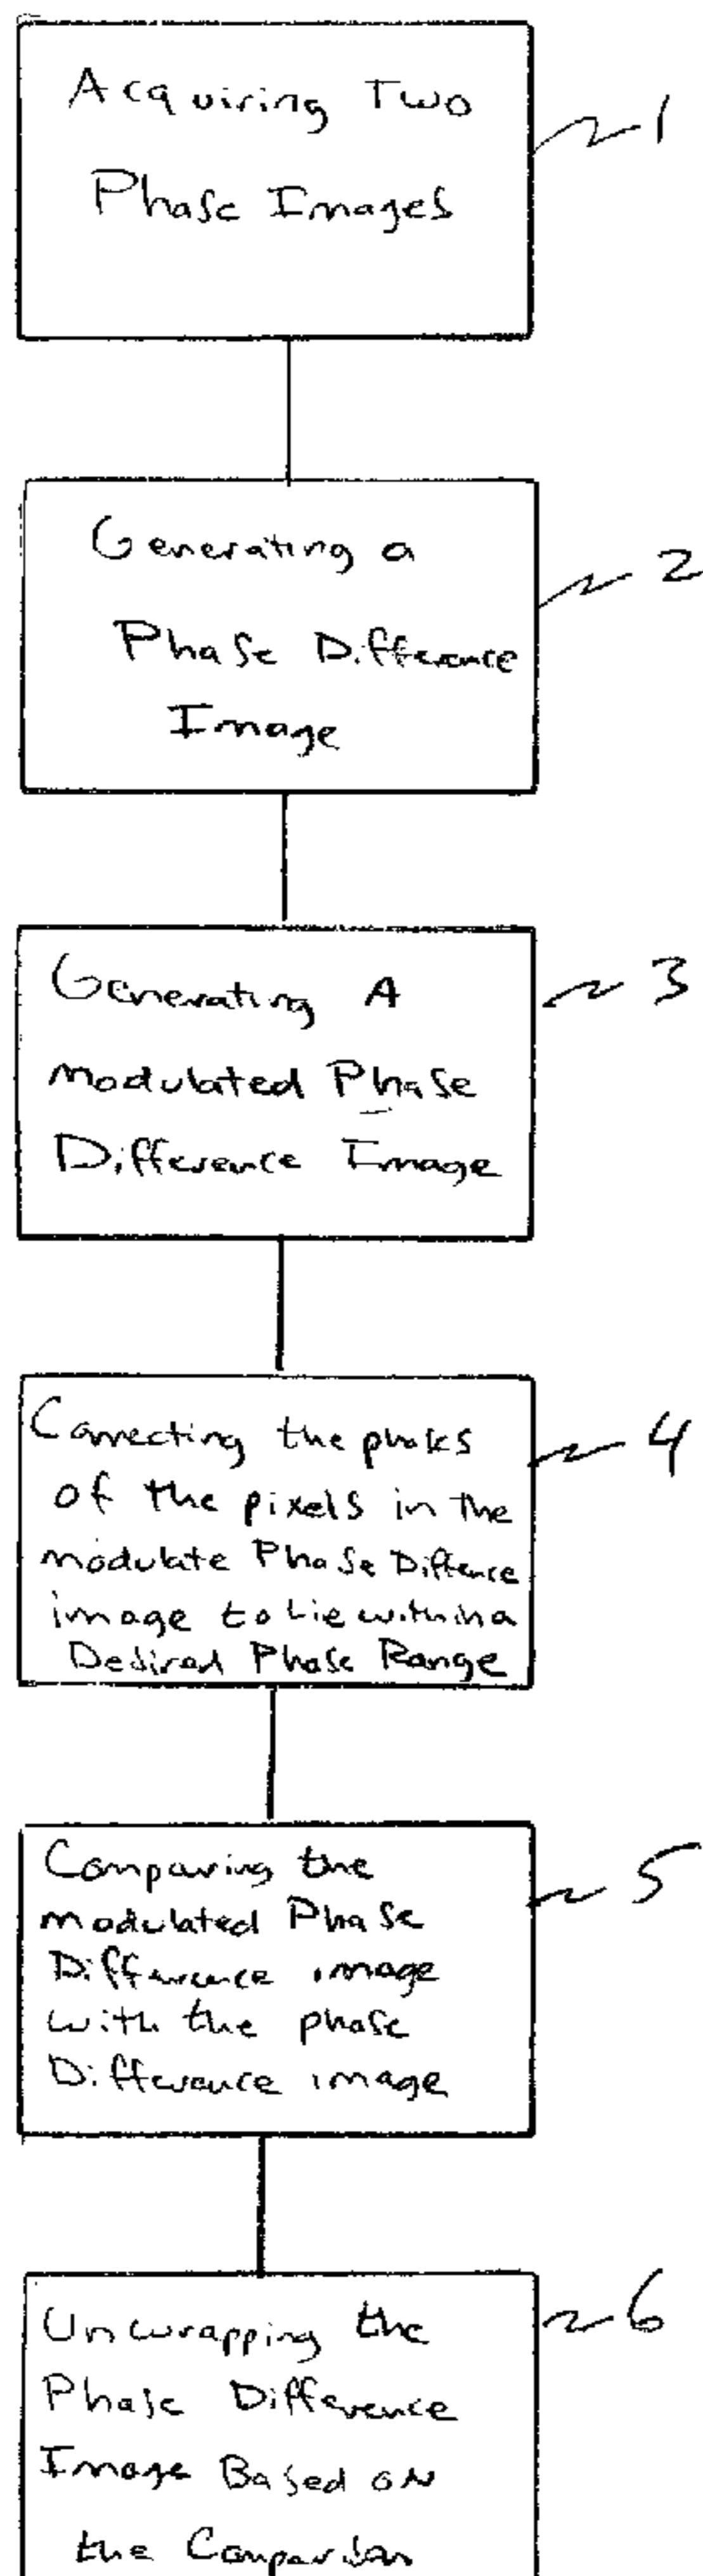 Acquiring Two
1
Phase Images
Generating a
2
Phase Difference
Image
Generating A
3
modulated Phase
Difference Image
Correcting the phases
4
of the pixels in the
modulate Phase Diffence
image to Lie within a
Desired Phase Range
Comparing the
5
modulated Phase
Difference image
with the phase
Difference image
Unwrapping the
6
Phase Difference
Image Based on
the Comparison